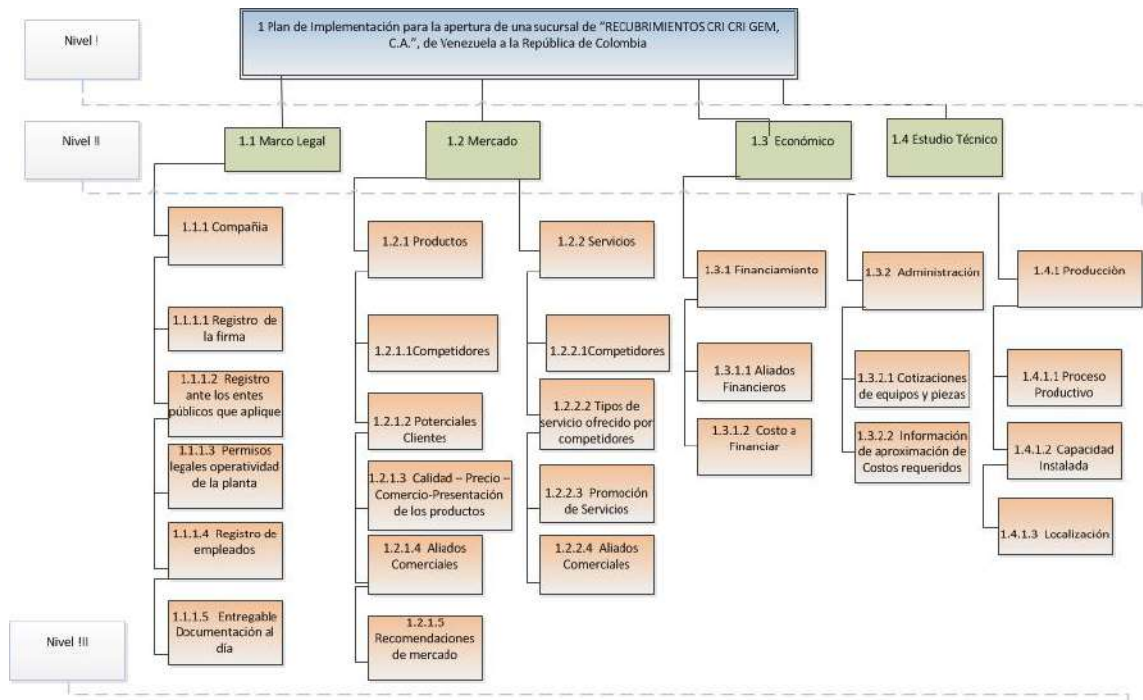 1 Plan de Implementación para la apertura de una sucursal de “RECUBRIMIENTOS CRI CRI GEM,
C.A.”, de Venezuela a la República de Colombia
Nivel I
Nivel II
1.1 Marco Legal
1.2 Mercado
1.3 Económico
1.4 Estudio Técnico
1.1.1 Compañia
1.2.1 Productos
1.2.2 Servicios
1.3.1 Financiamiento
1.3.2 Administración
1.4.1 Producciòn
1.1.1.1 Registro de
la firma
1.2.1.1Competidores
1.2.2.1Competidores
1.3.1.1 Aliados
Financieros
1.3.2.1 Cotizaciones
de equipos y piezas
1.4.1.1 Proceso
Productivo
1.1.1.2 Registro
ante los entes
públicos que aplique
1.2.1.2 Potenciales
Clientes
1.2.2.2 Tipos de
servicio ofrecido por
competidores
1.3.1.2 Costo a
Financiar
1.3.2.2 Información
de aproximación de
Costos requeridos
1.4.1.2 Capacidad
Instalada
1.1.1.3 Permisos
legales operatividad
de la planta
1.2.1.3 Calidad – Precio –
Comercio-Presentación
de los productos
1.2.2.3 Promoción
de Servicios
1.4.1.3 Localización
1.1.1.4 Registro de
empleados
1.2.1.4 Aliados
Comerciales
1.2.2.4 Aliados
Comerciales
1.1.1.5 Entregable
Documentación al
día
1.2.1.5
Recomendaciones
de mercado
Nivel III